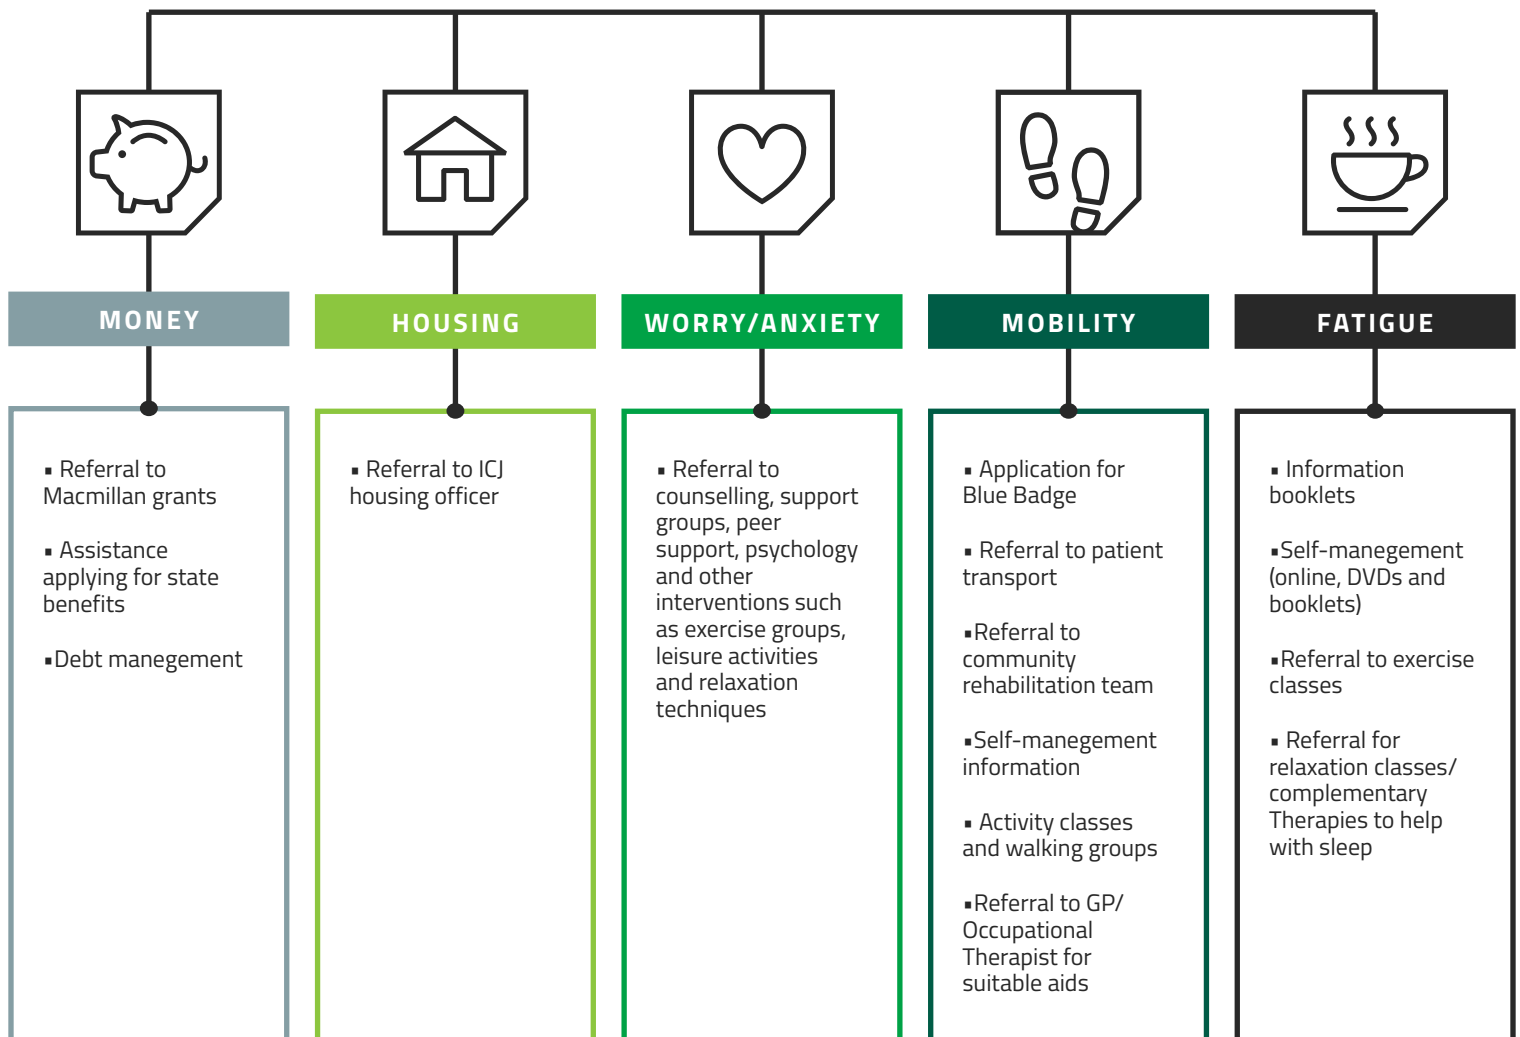 MONEY
▪ Referral to
Macmillan grants
▪ Assistance
applying for state
benefits
▪Debt manegement
HOUSING
▪ Referral to ICJ
housing officer
WORRY/ANXIETY
▪ Referral to
counselling, support
groups, peer
support, psychology
and other
interventions such
as exercise groups,
leisure activities
and relaxation
techniques
MOBILITY
▪ Application for
Blue Badge
▪ Referral to patient
transport
▪Referral to
community
rehabilitation team
▪Self-manegement
information
▪ Activity classes
and walking groups
▪Referral to GP/
Occupational
Therapist for
suitable aids
FATIGUE
▪ Information
booklets
▪Self-manegement
(online, DVDs and
booklets)
▪Referral to exercise
classes
▪ Referral for
relaxation classes/
complementary
Therapies to help
with sleep